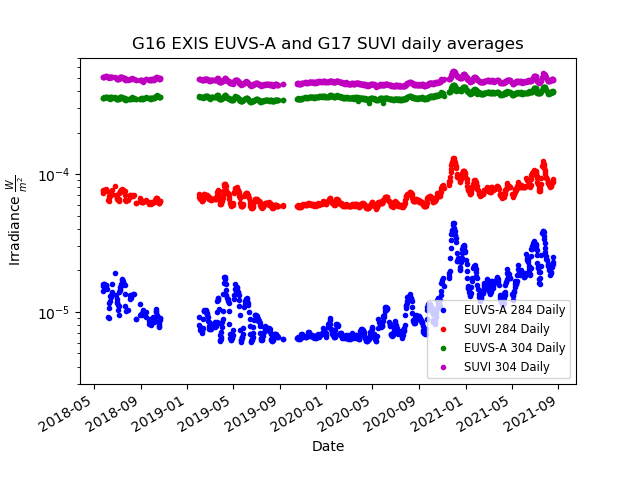 G16 EXIS EUVS-A and G17 SUVI daily averages
Irradiance W/m²
10⁻⁴
10⁻⁵
EUVS-A 284 Daily
SUVI 284 Daily
EUVS-A 304 Daily
SUVI 304 Daily
2018-05
2018-09
2019-01
2019-05
2019-09
2020-01
2020-05
2020-09
2021-01
2021-05
2021-09
Date